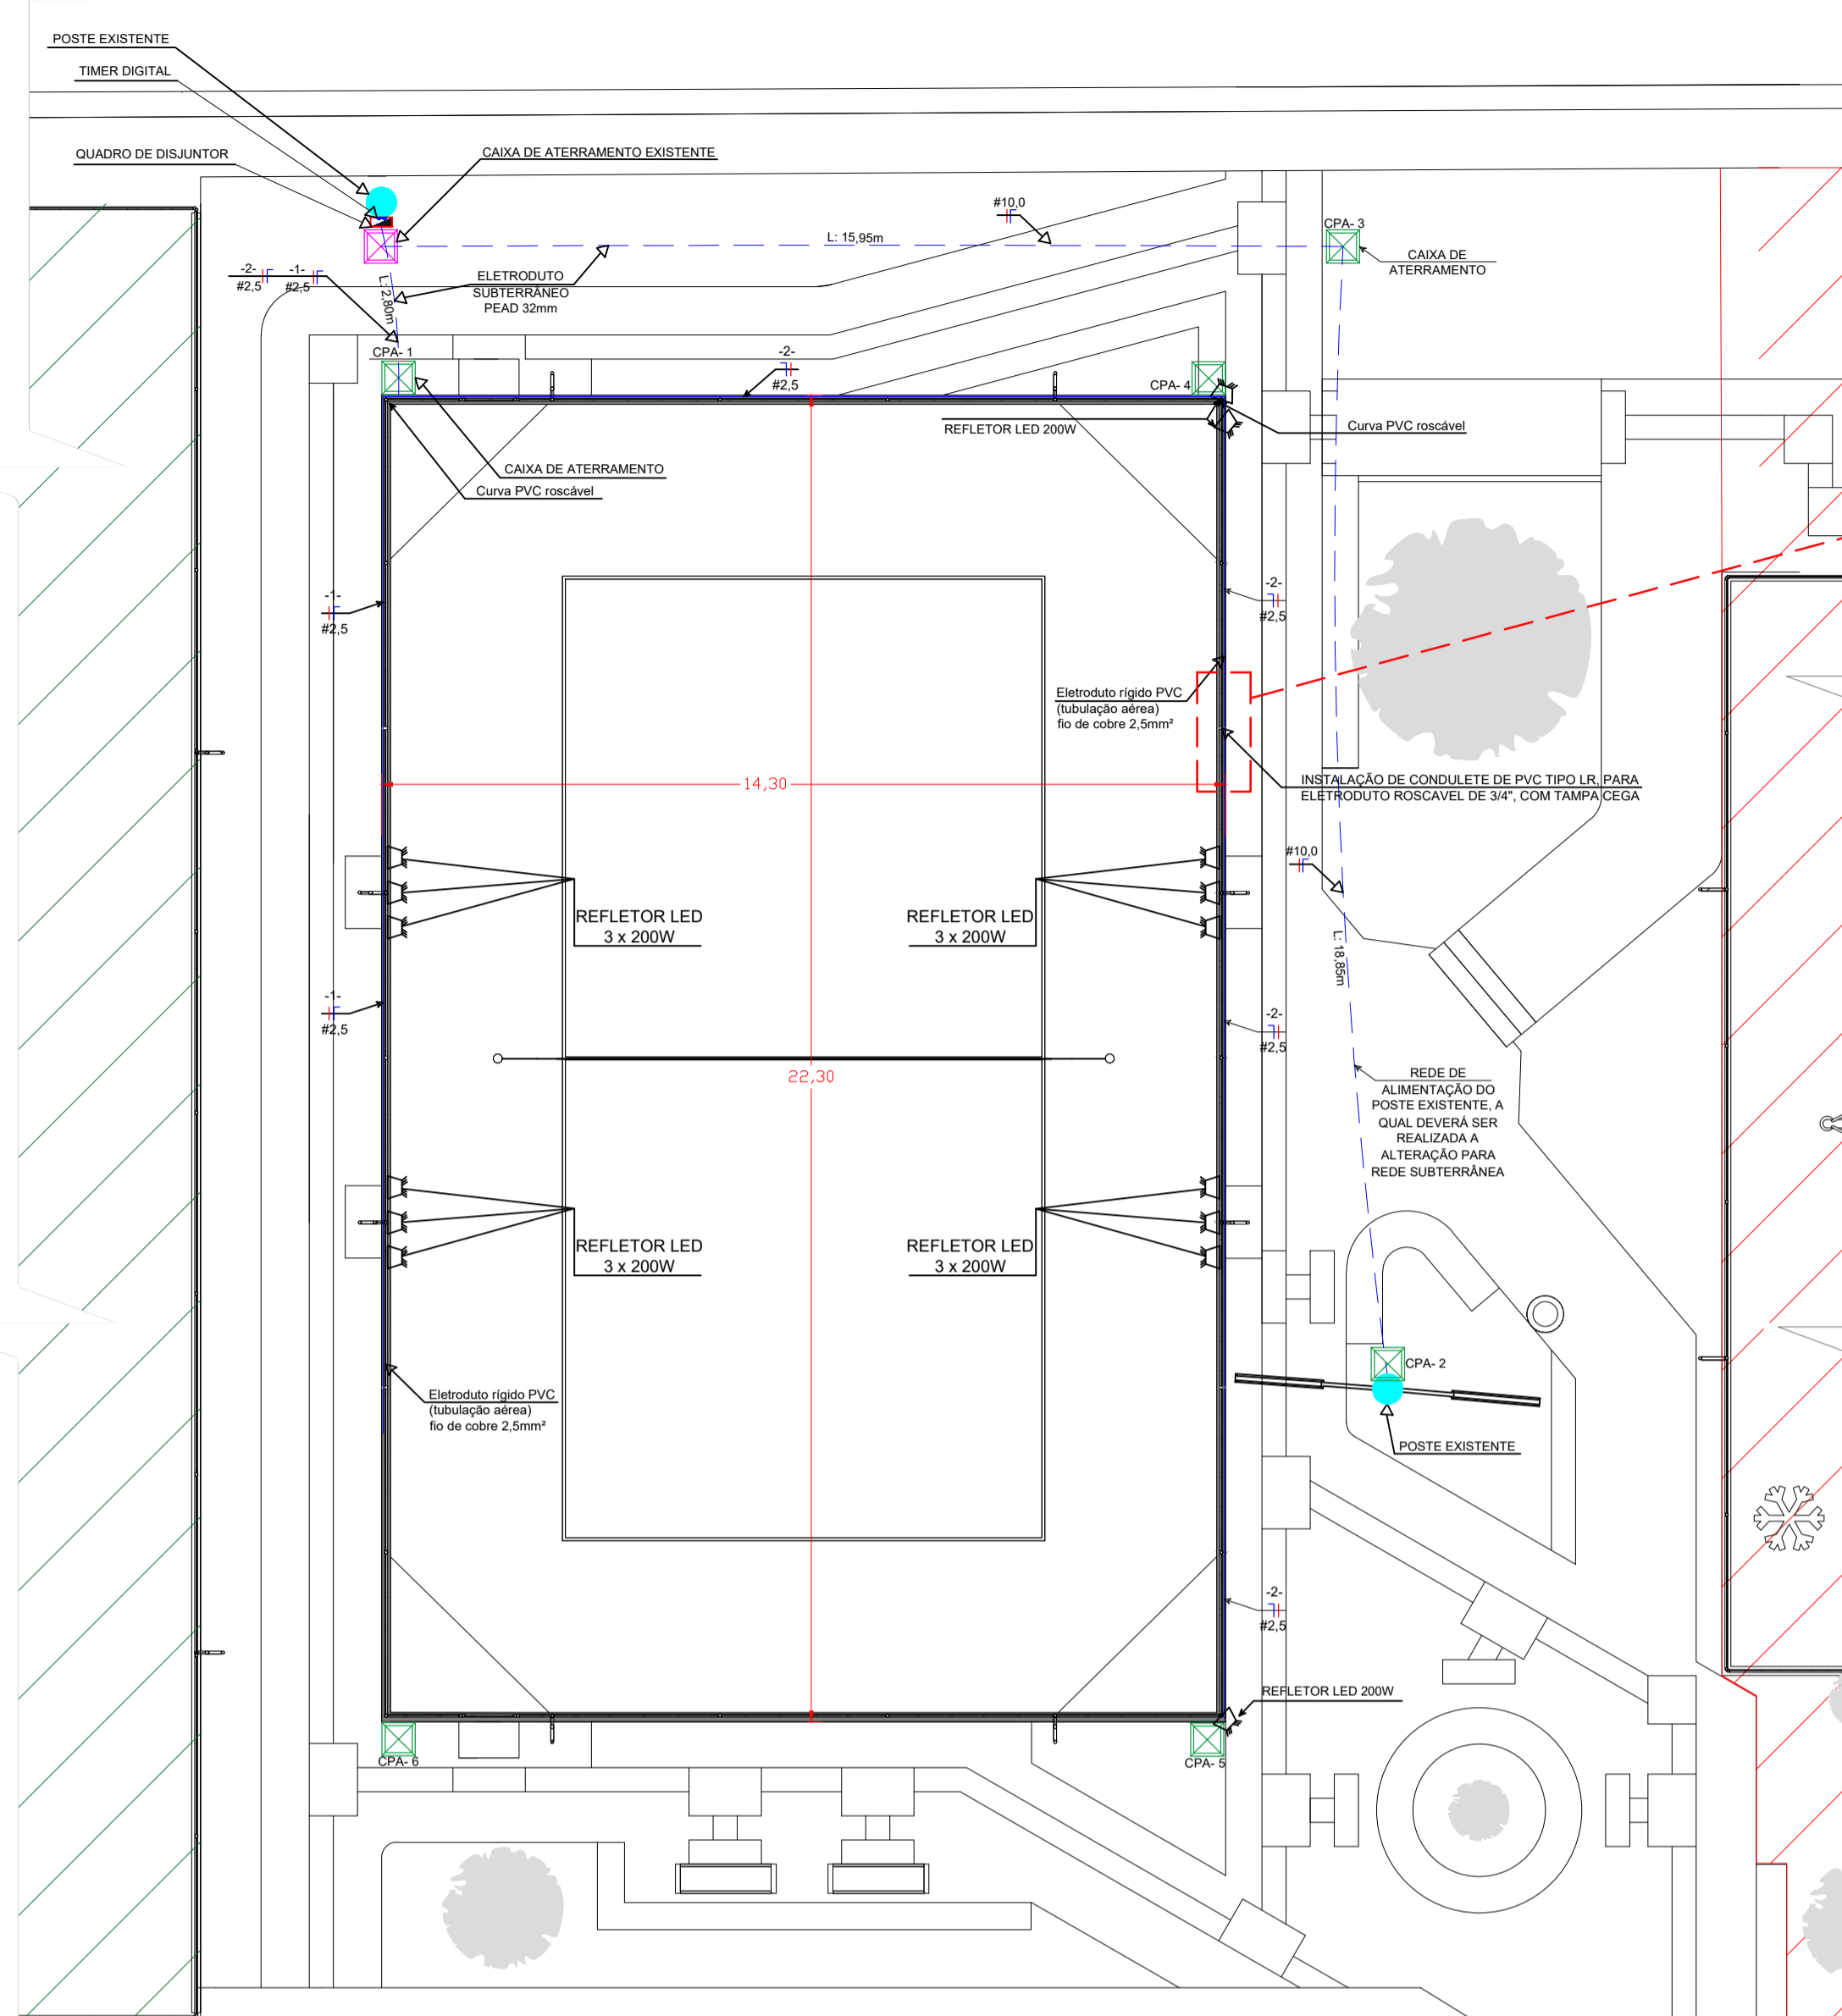 POSTE EXISTENTE
TIMER DIGITAL
QUADRO DE DISJUNTOR
CAIXA DE ATERRAMENTO EXISTENTE
#10,0
L: 15,95m
CPA- 3
CAIXA DE
ATERRAMENTO
-2-
#2,5
-1-
#2,5
L: 2,80m
ELETRODUTO
SUBTERRÂNEO
PEAD 32mm
CPA- 1
-2-
#2,5
CPA- 4
REFLETOR LED 200W
Curva PVC roscável
CAIXA DE ATERRAMENTO
Curva PVC roscável
-1-
#2,5
-2-
#2,5
Eletroduto rígido PVC
(tubulação aérea)
fio de cobre 2,5mm²
14,30
INSTALAÇÃO DE CONDULETE DE PVC TIPO LR, PARA
ELETRODUTO ROSCAVEL DE 3/4", COM TAMPA CEGA
#10,0
REFLETOR LED
3 x 200W
REFLETOR LED
3 x 200W
L: 18,85m
-1-
#2,5
-2-
#2,5
22,30
REDE DE
ALIMENTAÇÃO DO
POSTE EXISTENTE, A
QUAL DEVERÁ SER
REALIZADA A
ALTERAÇÃO PARA
REDE SUBTERRÂNEA
REFLETOR LED
3 x 200W
REFLETOR LED
3 x 200W
CPA- 2
Eletroduto rígido PVC
(tubulação aérea)
fio de cobre 2,5mm²
POSTE EXISTENTE
-2-
#2,5
REFLETOR LED 200W
CPA- 6
CPA- 5